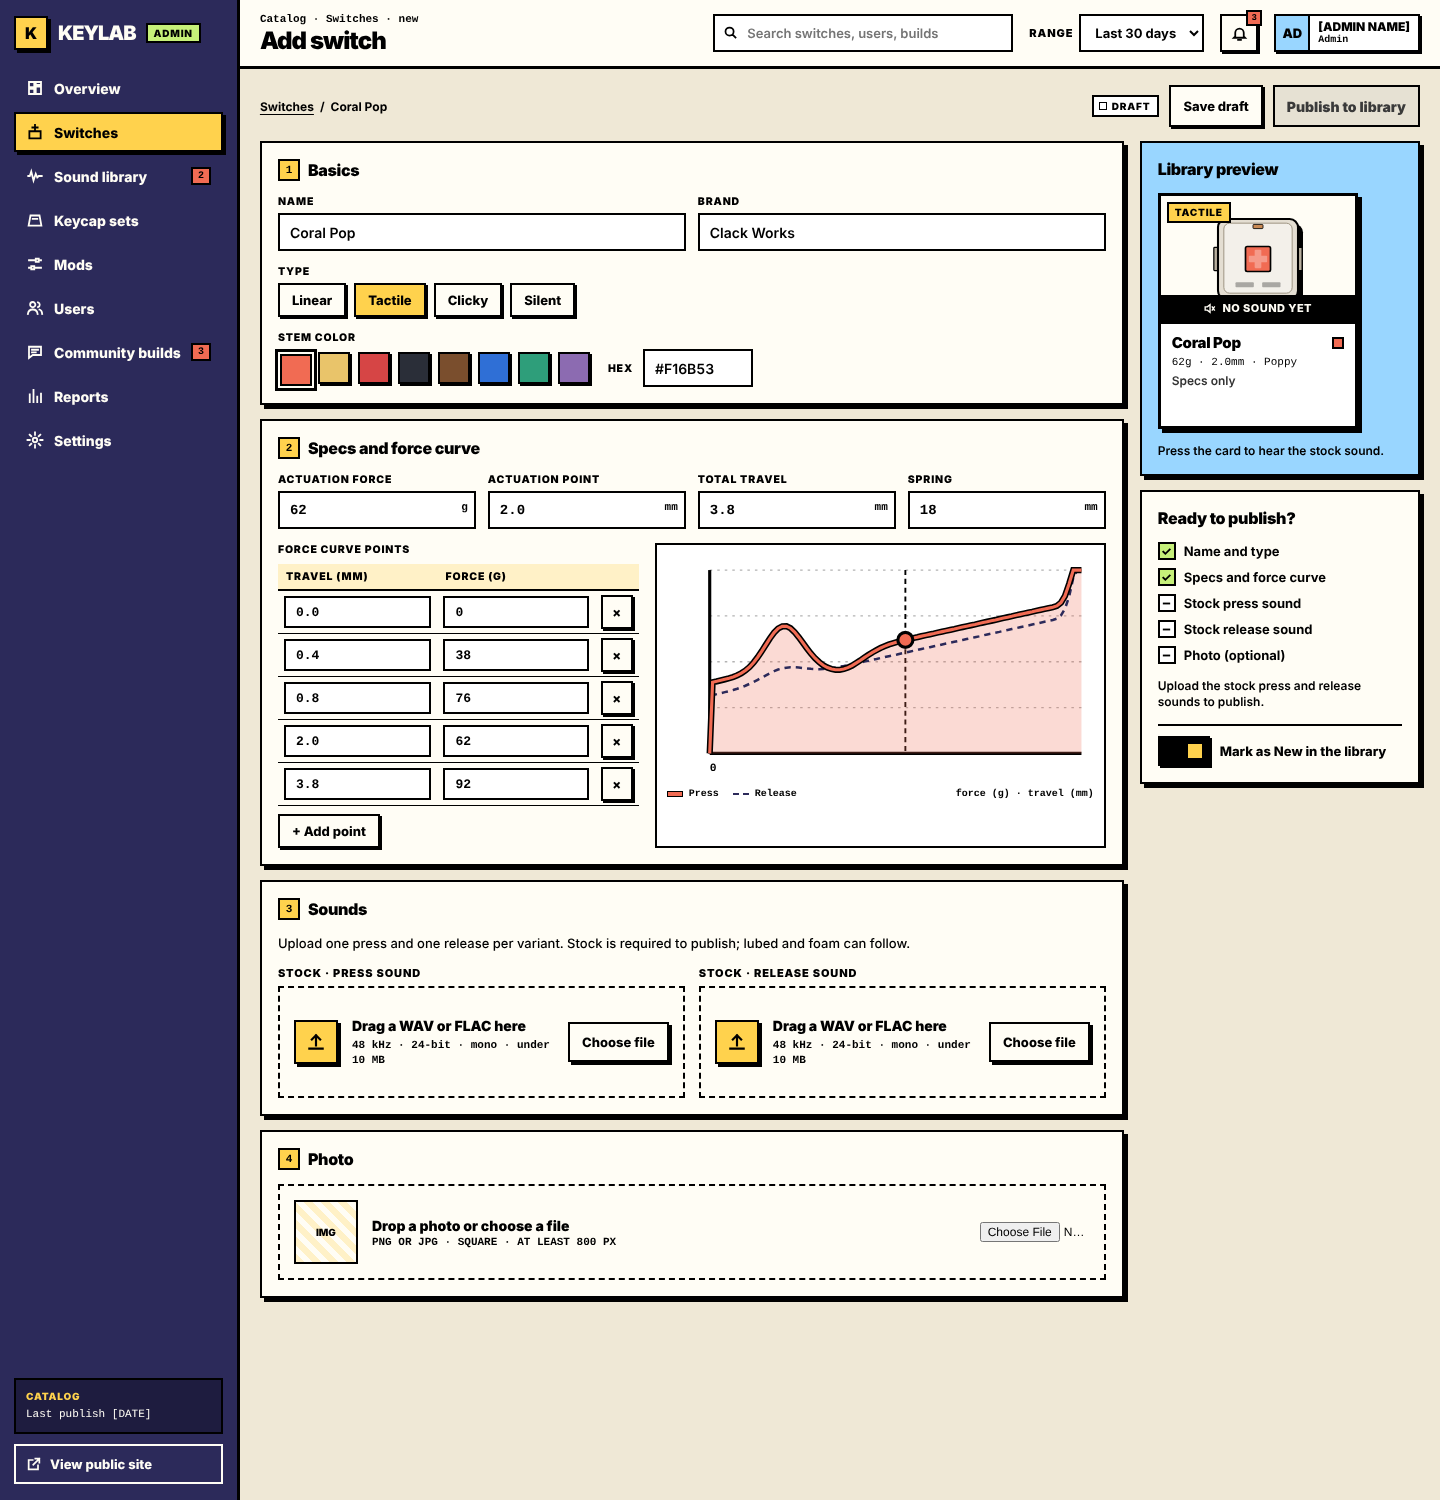 K KEYLAB ADMIN
Overview
Switches
Sound library 2
Keycap sets
Mods
Users
Community builds 3
Reports
Settings
CATALOG
Last publish [DATE]
View public site
Catalog · Switches · new
Add switch
Search switches, users, builds
RANGE Last 30 days
3
AD [ADMIN NAME]
Admin
Switches / Coral Pop
DRAFT Save draft Publish to library
1 Basics
NAME BRAND
Coral Pop Clack Works
TYPE
Linear Tactile Clicky Silent
STEM COLOR
HEX #F16B53
2 Specs and force curve
ACTUATION FORCE ACTUATION POINT TOTAL TRAVEL SPRING
62 g 2.0 mm 3.8 mm 18 mm
FORCE CURVE POINTS
TRAVEL (MM) FORCE (G)
0.0 0 ×
0.4 38 ×
0.8 76 ×
2.0 62 ×
3.8 92 ×
+ Add point
0
Press Release force (g) · travel (mm)
3 Sounds
Upload one press and one release per variant. Stock is required to publish; lubed and foam can follow.
STOCK · PRESS SOUND
Drag a WAV or FLAC here
48 kHz · 24-bit · mono · under
10 MB
Choose file
STOCK · RELEASE SOUND
Drag a WAV or FLAC here
48 kHz · 24-bit · mono · under
10 MB
Choose file
4 Photo
IMG
Drop a photo or choose a file
PNG OR JPG · SQUARE · AT LEAST 800 PX
Choose File N...
Library preview
TACTILE
NO SOUND YET
Coral Pop
62g · 2.0mm · Poppy
Specs only
Press the card to hear the stock sound.
Ready to publish?
Name and type
Specs and force curve
Stock press sound
Stock release sound
Photo (optional)
Upload the stock press and release
sounds to publish.
Mark as New in the library